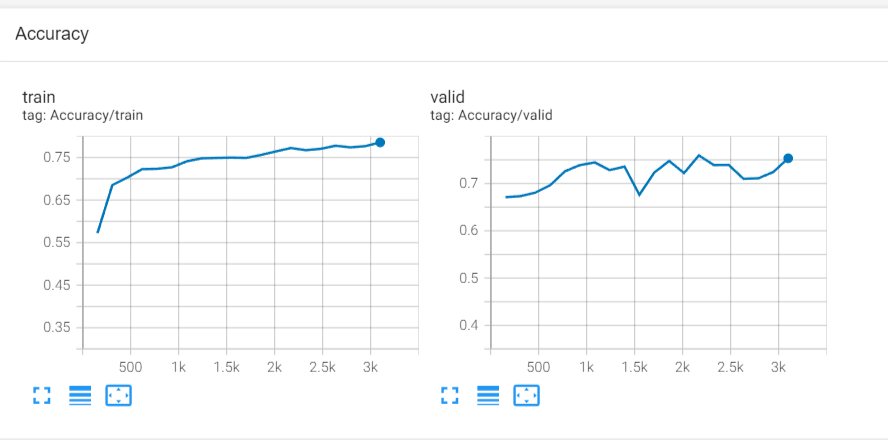 Accuracy
train
tag: Accuracy/train
0.75
0.65
0.55
0.45
0.35
500 1k 1.5k 2k 2.5k 3k
valid
tag: Accuracy/valid
0.7
0.6
0.5
0.4
500 1k 1.5k 2k 2.5k 3k